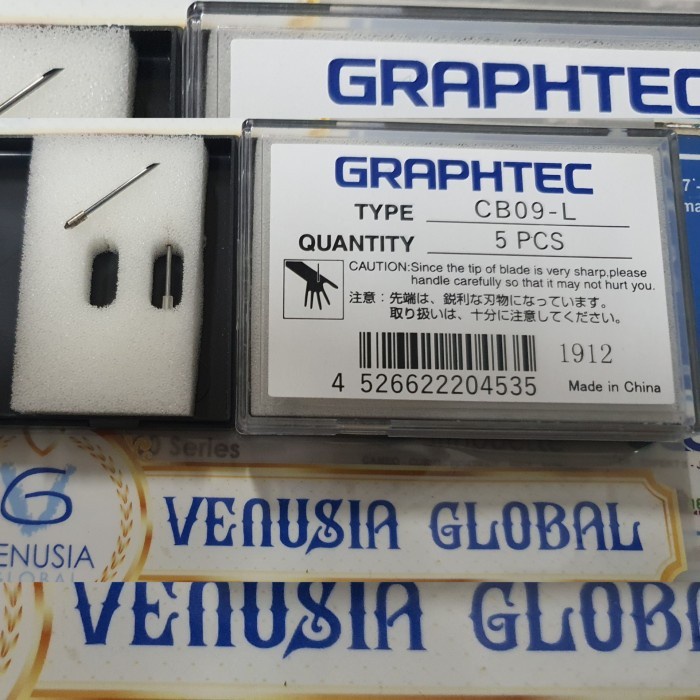 GRAPHTEC
GRAPHTEC
TYPE CB09-L
QUANTITY 5 PCS
CAUTION:Since the tip of blade is very sharp,please
handle carefully so that it may not hurt you.
注意：先端は、鋭利な刃物になっています。
取り扱いは、十分に注意してください。
1912
4 526622204535
Made in China
Series
G
VENUSIA GLOBAL
ENUSIA
GLOBAL
VENUSIA GLOB